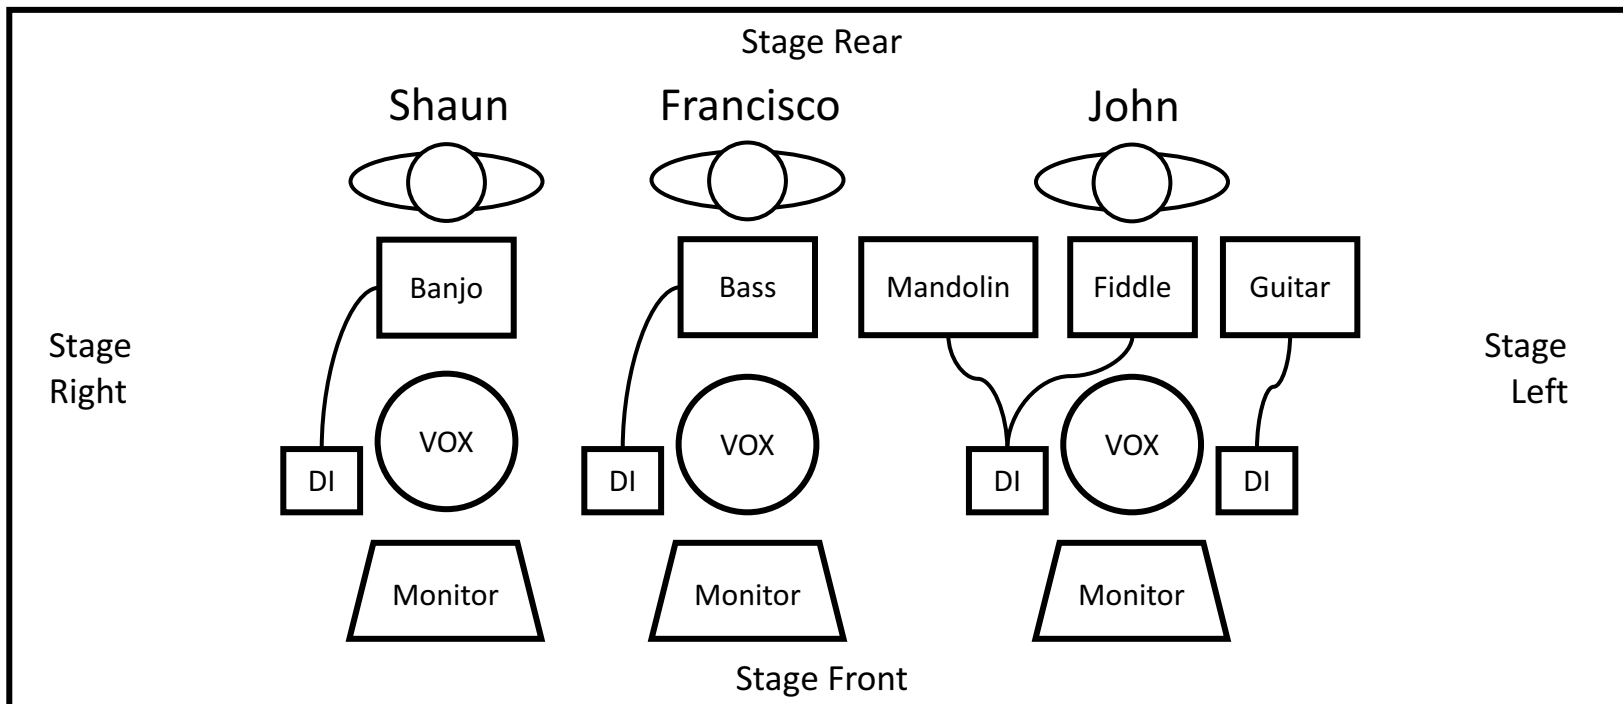 Stage Rear
Shaun
Francisco
John
Banjo
Bass
Mandolin
Fiddle
Guitar
Stage
Right
Stage
Left
VOX
VOX
VOX
DI
DI
DI
DI
Monitor
Monitor
Monitor
Stage Front